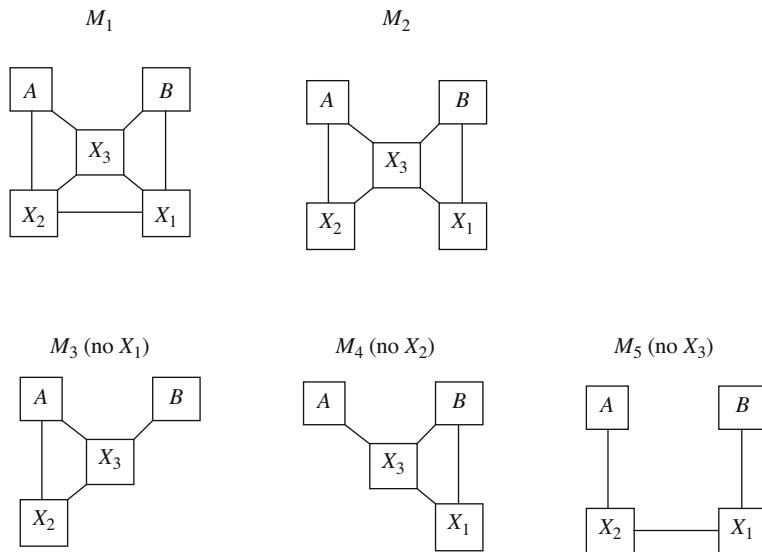 M₁ M₂
A B A B
X₃ X₃
X₂ X₁ X₂ X₁
M₃ (no X₁) M₄ (no X₂) M₅ (no X₃)
A B A B A B
X₃ X₃
X₂ X₁ X₂ X₁